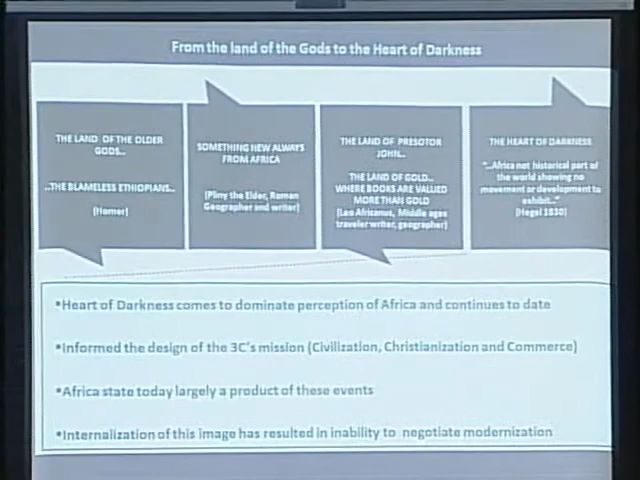 From the land of the Gods to the Heart of Darkness
THE LAND OF THE OLDER
GODS..
..THE BLAMELESS ETHIOPIANS..
(Homer)
SOMETHING NEW ALWAYS
FROM AFRICA
(Pliny the Elder, Roman
Geographer and writer)
THE LAND OF PRESOTOR
JOHN..
THE LAND OF GOLD..
WHERE BOOKS ARE VALUED
MORE THAN GOLD
(Leo Africanus, Middle ages
traveler writer, geographer)
THE HEART OF DARKNESS
"..Africa not historical part of
the world showing no
movement or development to
exhibit.."
(Hegel 1830)
*Heart of Darkness comes to dominate perception of Africa and continues to date
*Informed the design of the 3C's mission (Civilization, Christianization and Commerce)
*Africa state today largely a product of these events
*Internalization of this image has resulted in inability to negotiate modernization